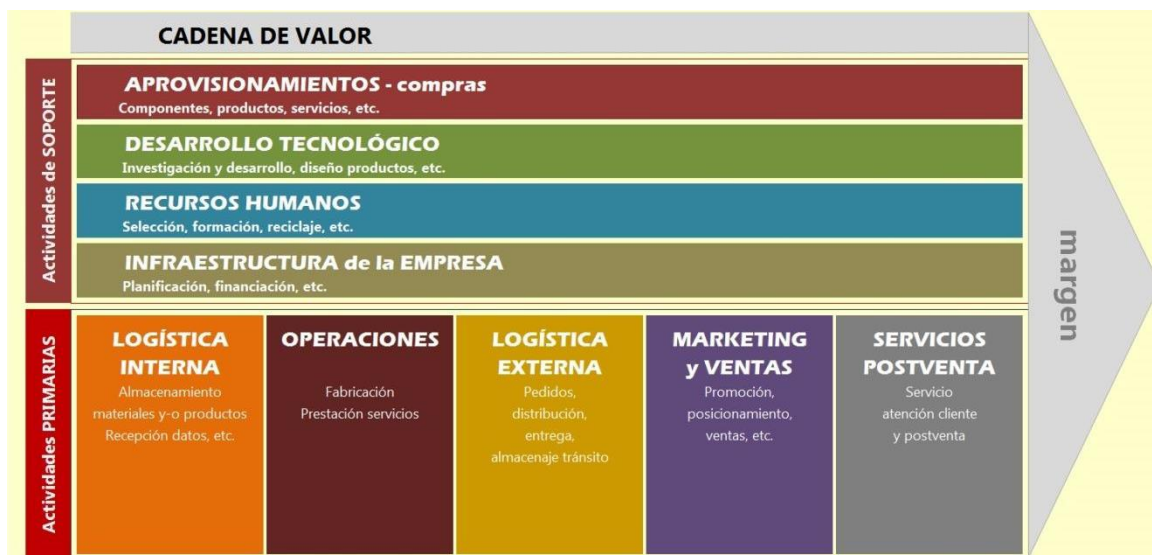 CADENA DE VALOR
Actividades de SOPORTE
APROVISIONAMIENTOS - compras
Componentes, productos, servicios, etc.
DESARROLLO TECNOLÓGICO
Investigación y desarrollo, diseño productos, etc.
RECURSOS HUMANOS
Selección, formación, reciclaje, etc.
INFRAESTRUCTURA de la EMPRESA
Planificación, financiación, etc.
Actividades PRIMARIAS
LOGÍSTICA
INTERNA
Almacenamiento
materiales y-o productos
Recepción datos, etc.
OPERACIONES
Fabricación
Prestación servicios
LOGÍSTICA
EXTERNA
Pedidos,
distribución,
entrega,
almacenaje tránsito
MARKETING
y VENTAS
Promoción,
posicionamiento,
ventas, etc.
SERVICIOS
POSTVENTA
Servicio
atención cliente
y postventa
margen